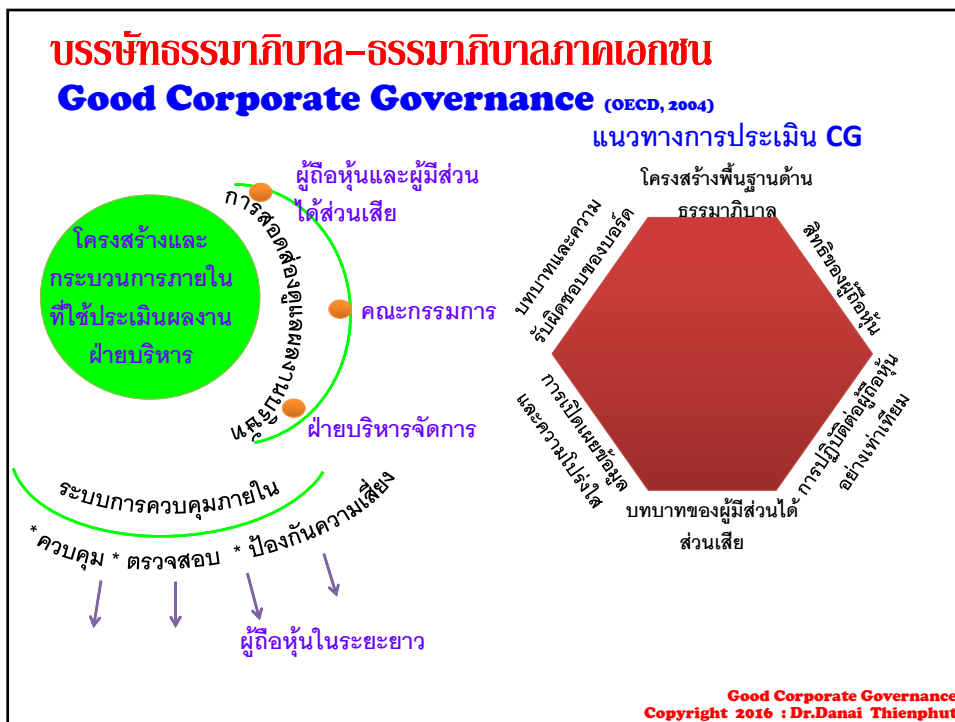 บรรษัทธรรมาภิบาล-ธรรมาภิบาลภาคเอกชน
Good Corporate Governance (OECD, 2004)
โครงสร้างและ
กระบวนการภายใน
ที่ใช้ประเมินผลงาน
ฝ่ายบริหาร
การสอดส่องดูแลผลงานบริษัท
ผู้ถือหุ้นและผู้มีส่วน
ได้ส่วนเสีย
คณะกรรมการ
ฝ่ายบริหารจัดการ
ระบบการควบคุมภายใน
*ควบคุม * ตรวจสอบ * ป้องกันความเสี่ยง
ผู้ถือหุ้นในระยะยาว
แนวทางการประเมิน CG
โครงสร้างพื้นฐานด้าน
ธรรมาภิบาล
สิทธิของผู้ถือหุ้น
การปฏิบัติต่อผู้ถือหุ้น
อย่างเท่าเทียม
บทบาทของผู้มีส่วนได้
ส่วนเสีย
การเปิดเผยข้อมูล
และความโปร่งใส
บทบาทและความ
รับผิดชอบของบอร์ด
Good Corporate Governance
Copyright 2016 : Dr.Danai Thienphut